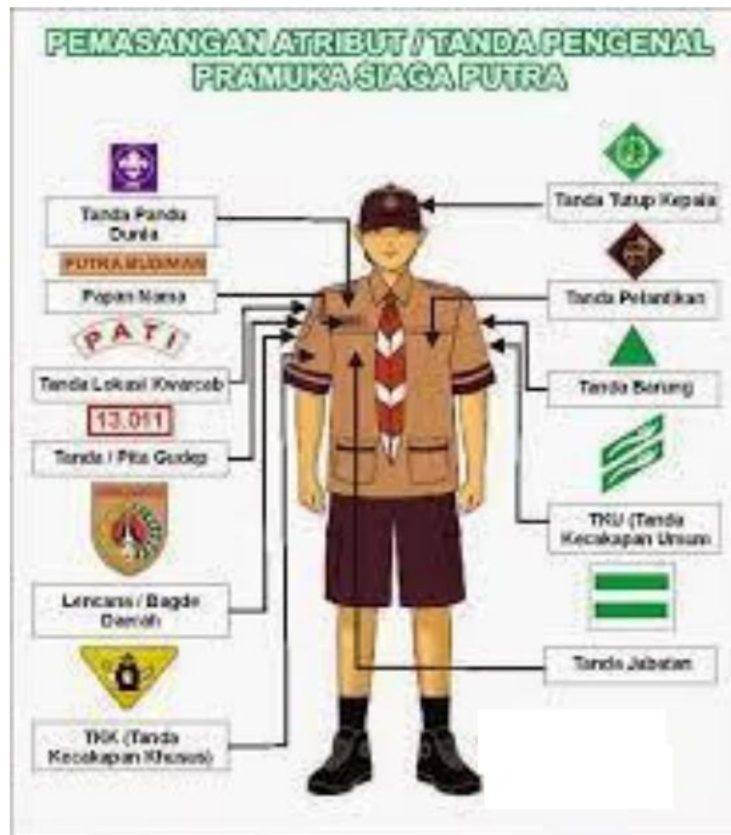 PEMASANGAN ATRIBUT / TANDA PENGENAL
PRAMUKA SIAGA PUTRA
Tanda Pandu
Dunia
PUTRA BUDIMAN
Papan Nama
PATI
Tanda Lokasi Kwarcab
13.011
Tanda / Pita Gudep
Lencana / Bagde
Daerah
TKK (Tanda
Kecakapan Khusus)
Tanda Tutup Kepala
Tanda Pelantikan
Tanda Barung
TKU (Tanda
Kecakapan Umum
Tanda Jabatan